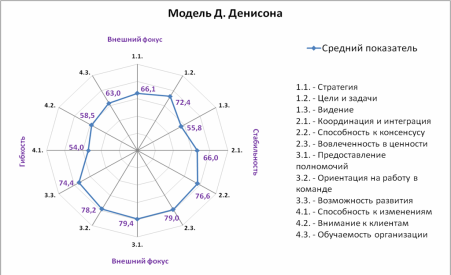 Модель Д. Денисона
Внешний фокус
Средний показатель
1.1.
4.3.
1.2.
66,1
63,0
72,4
4.2.
1.3.
58,5
55,8
Гибкость
4.1.
54,0
66,0
2.1.
Стабильность
74,4
76,6
3.3.
2.2.
78,2
79,4
79,0
3.2.
2.3.
3.1.
Внешний фокус
1.1. - Стратегия
1.2. - Цели и задачи
1.3. - Видение
2.1. - Координация и интеграция
2.2. - Способность к консенсусу
2.3. - Вовлеченность в ценности
3.1. - Предоставление
полномочий
3.2. - Ориентация на работу в
команде
3.3. - Возможность развития
4.1. - Способность к изменениям
4.2. - Внимание к клиентам
4.3. - Обучаемость организации